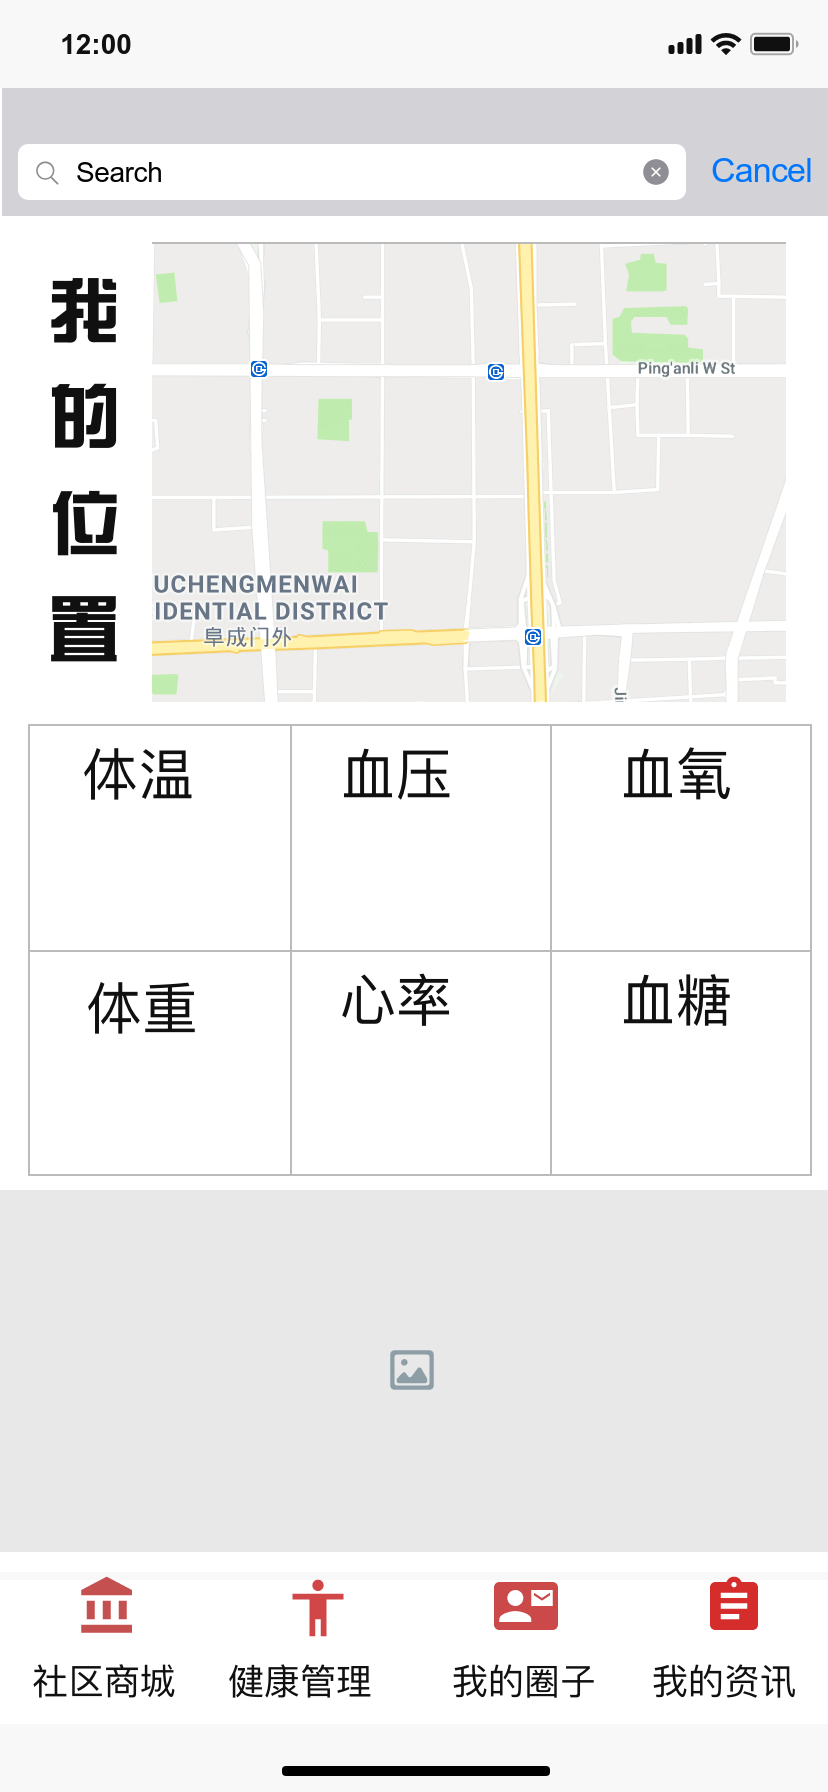 12:00
Search
Cancel
我的位置
Ping'anli W St
UCHENGMENWAI
IDENTIAL DISTRICT
阜成门外
Ji
体温
血压
血氧
体重
心率
血糖
社区商城
健康管理
我的圈子
我的资讯